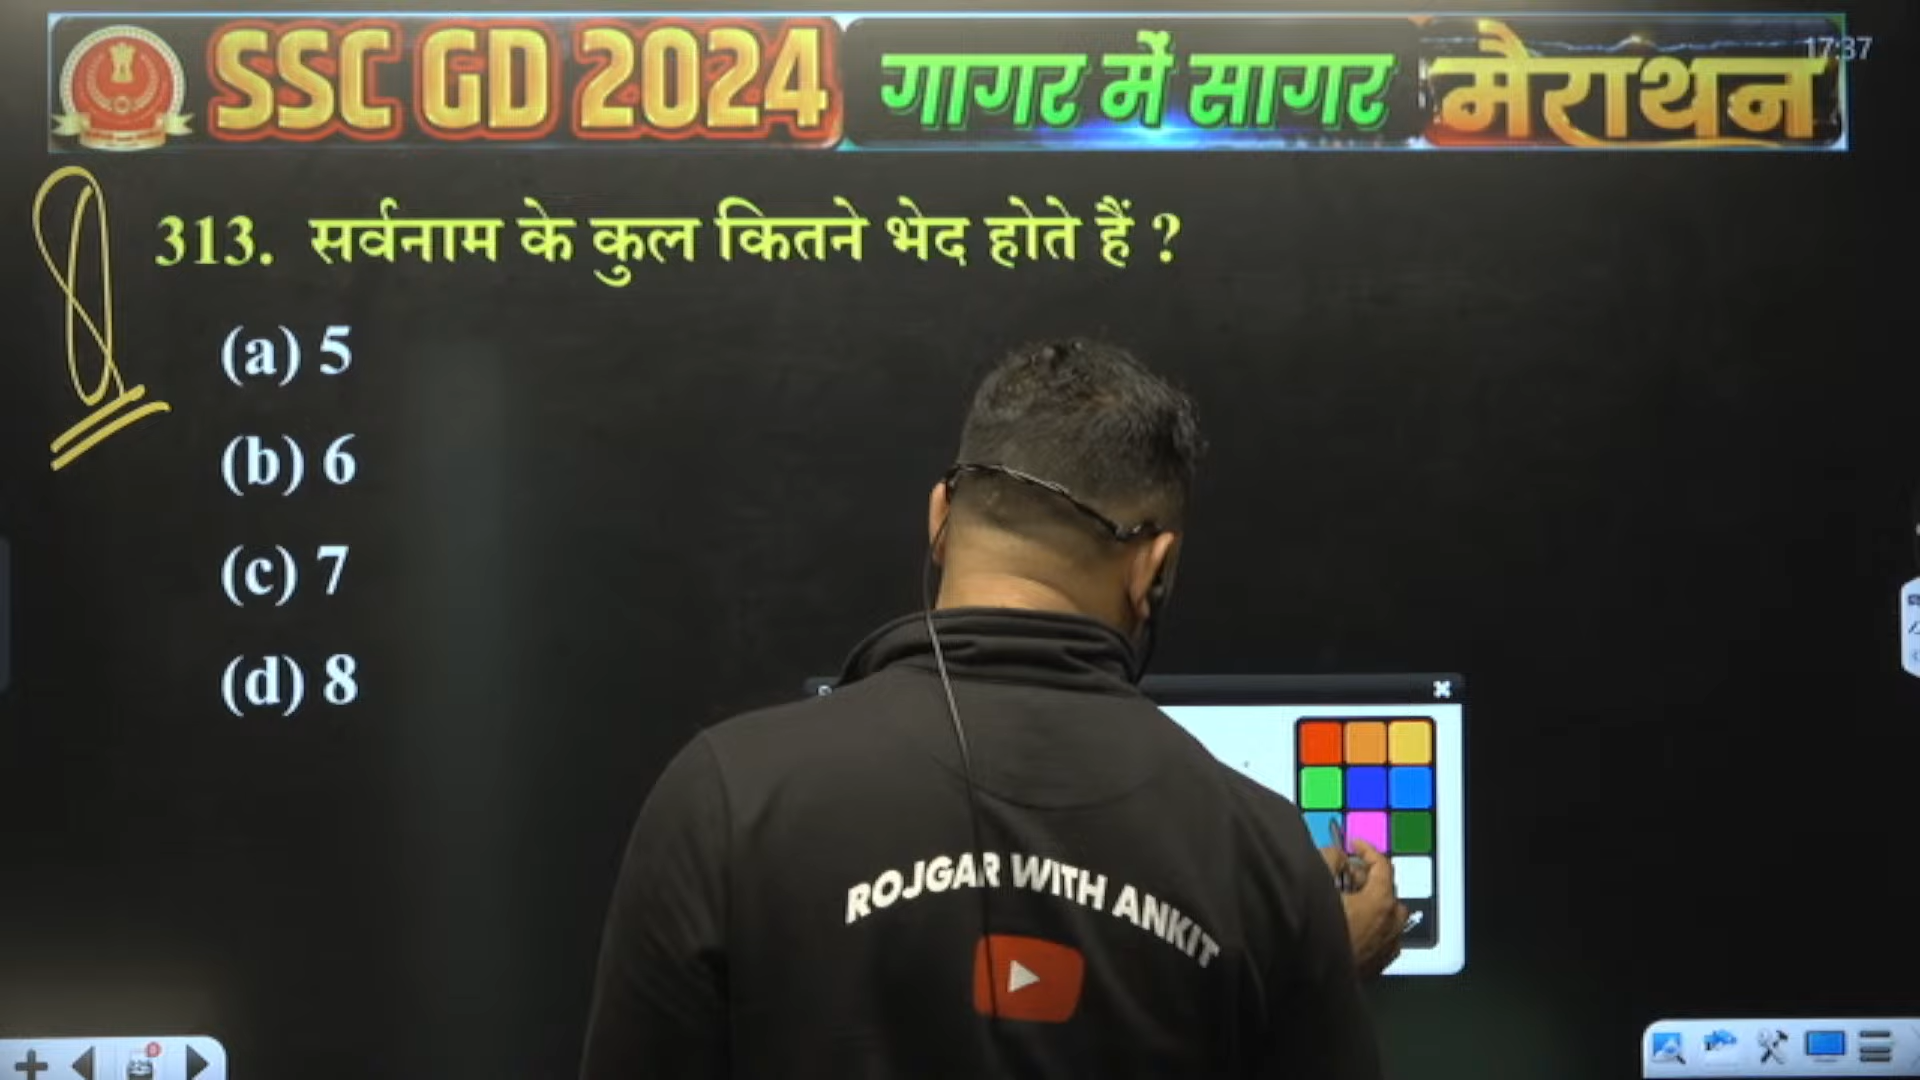 SSC GD 2024 गागर में सागर मैराथन
17:37
313. सर्वनाम के कुल कितने भेद होते हैं ?
(a) 5
(b) 6
(c) 7
(d) 8
ROJGAR WITH ANKIT